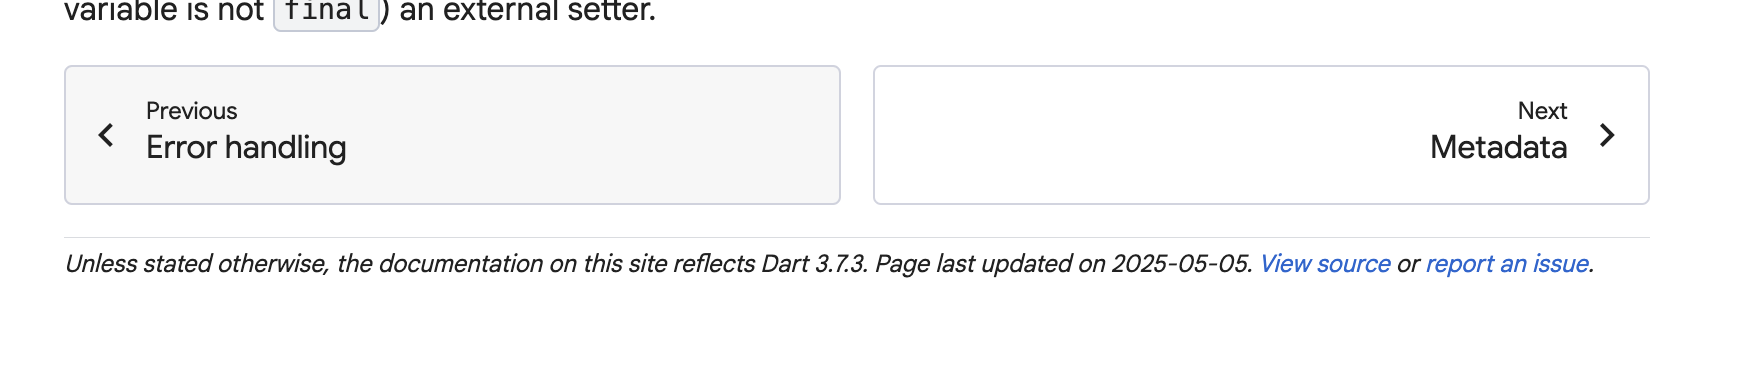 variable is not final) an external setter.
Previous
Error handling
Next
Metadata
Unless stated otherwise, the documentation on this site reflects Dart 3.7.3. Page last updated on 2025-05-05. View source or report an issue.